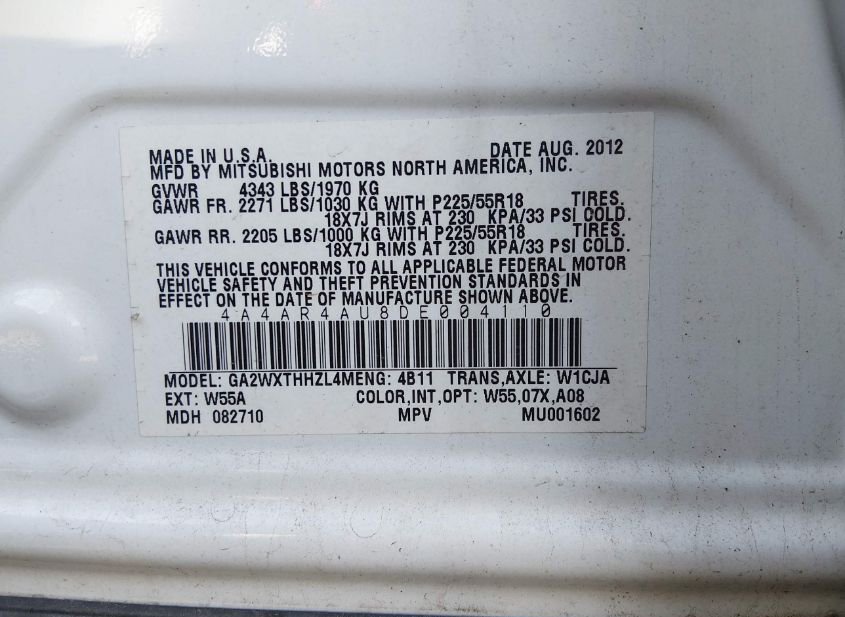 MADE IN U.S.A. DATE AUG. 2012
MFD BY MITSUBISHI MOTORS NORTH AMERICA, INC.
GVWR 4343 LBS/1970 KG
GAWR FR. 2271 LBS/1030 KG WITH P225/55R18 TIRES.
18X7J RIMS AT 230 KPA/33 PSI COLD.
GAWR RR. 2205 LBS/1000 KG WITH P225/55R18 TIRES.
18X7J RIMS AT 230 KPA/33 PSI COLD.
THIS VEHICLE CONFORMS TO ALL APPLICABLE FEDERAL MOTOR
VEHICLE SAFETY AND THEFT PREVENTION STANDARDS IN
EFFECT ON THE DATE OF MANUFACTURE SHOWN ABOVE.
4A4AR4AU8DE004110
MODEL: GA2WXTHHZL4MENG: 4B11 TRANS,AXLE: W1CJA
EXT: W55A COLOR,INT,OPT: W55,07X,A08
MDH 082710 MPV MU001602